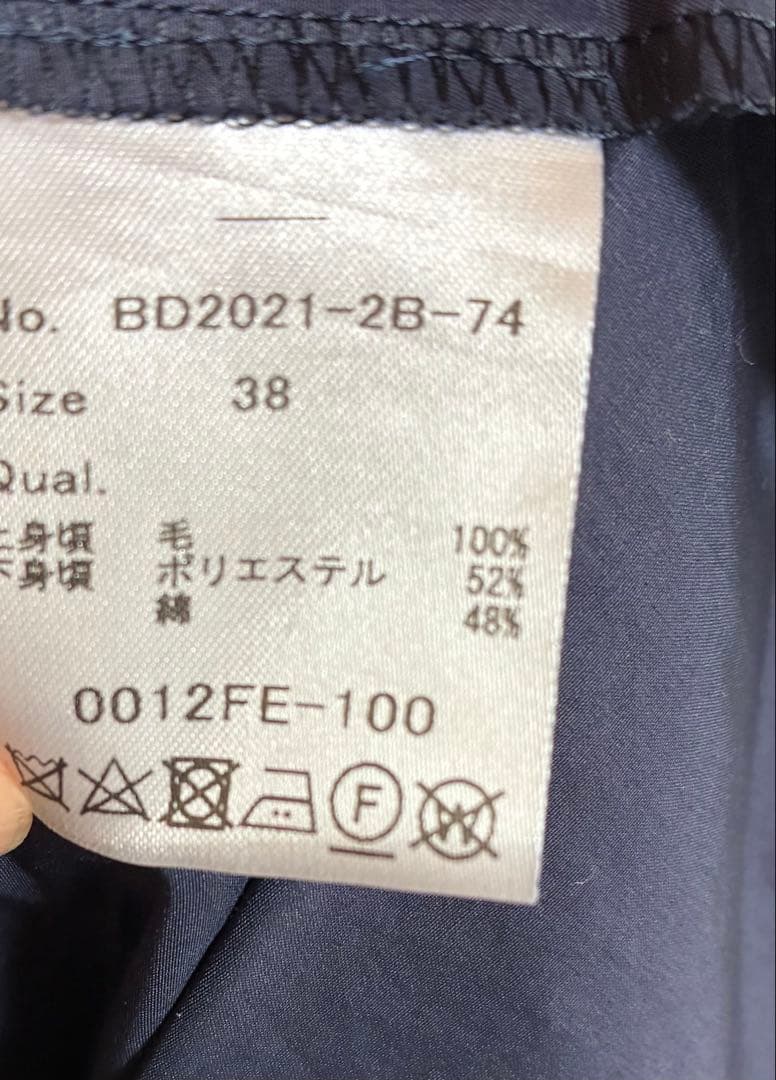 No. BD2021-2B-74
Size 38
Qual.
上身頃 毛 100%
下身頃 ポリエステル 52%
綿 48%
0012FE-100
F W